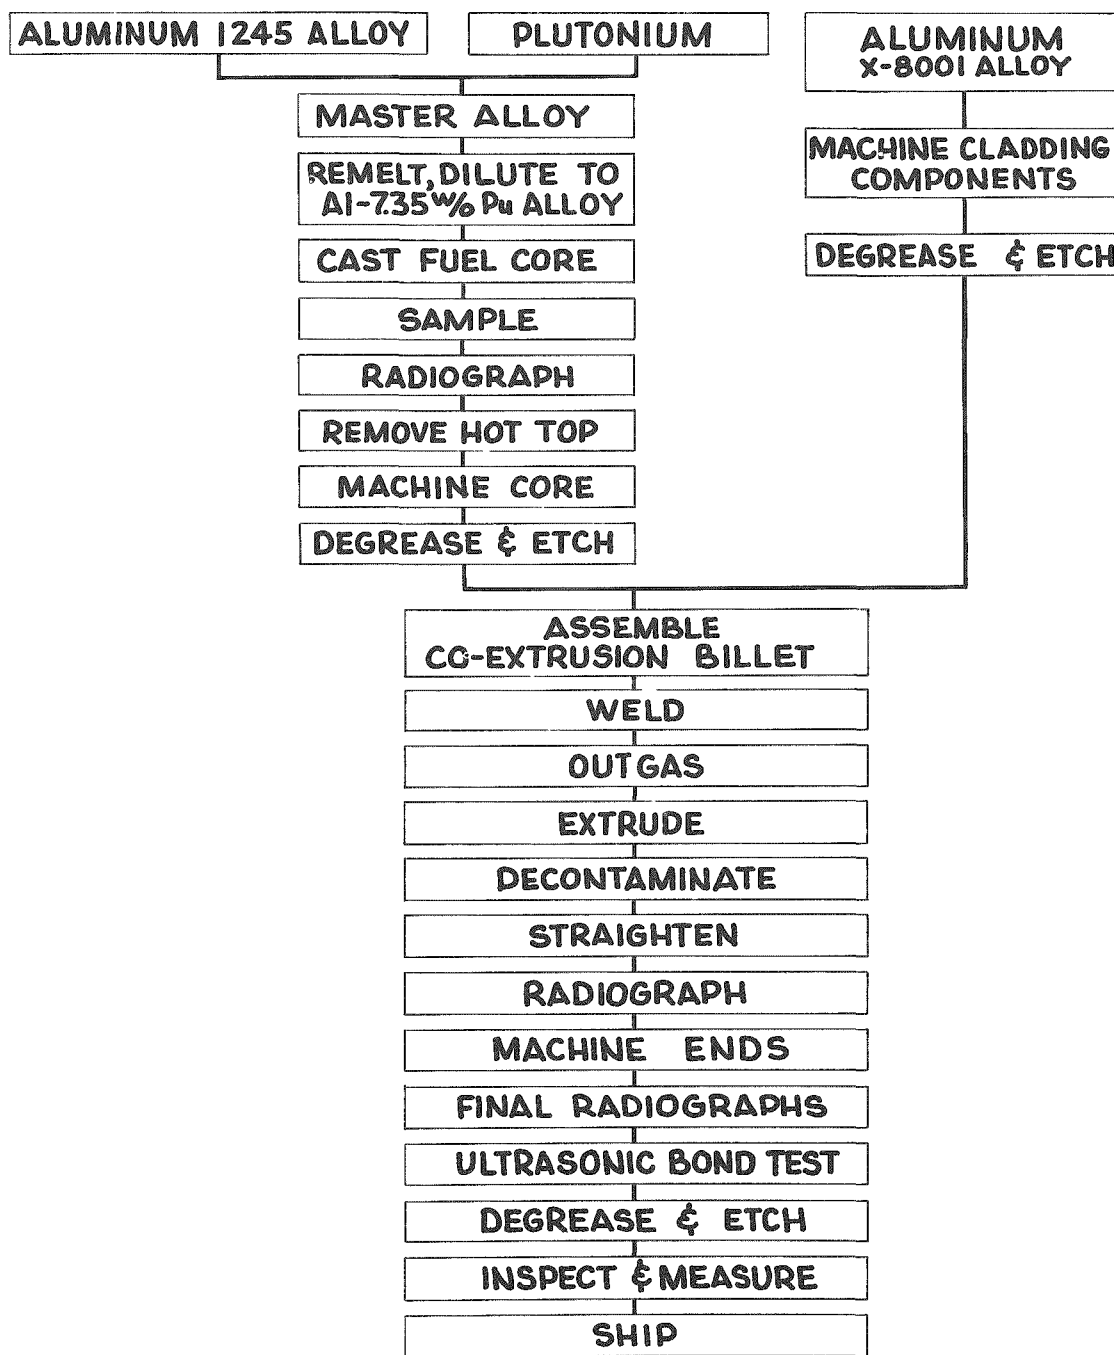 ALUMINUM 1245 ALLOY
PLUTONIUM
ALUMINUM
X-8001 ALLOY
MASTER ALLOY
REMELT, DILUTE TO
Al-7.35 w/o Pu ALLOY
CAST FUEL CORE
SAMPLE
RADIOGRAPH
REMOVE HOT TOP
MACHINE CORE
DEGREASE & ETCH
MACHINE CLADDING
COMPONENTS
DEGREASE & ETCH
ASSEMBLE
CO-EXTRUSION BILLET
WELD
OUTGAS
EXTRUDE
DECONTAMINATE
STRAIGHTEN
RADIOGRAPH
MACHINE ENDS
FINAL RADIOGRAPHS
ULTRASONIC BOND TEST
DEGREASE & ETCH
INSPECT & MEASURE
SHIP